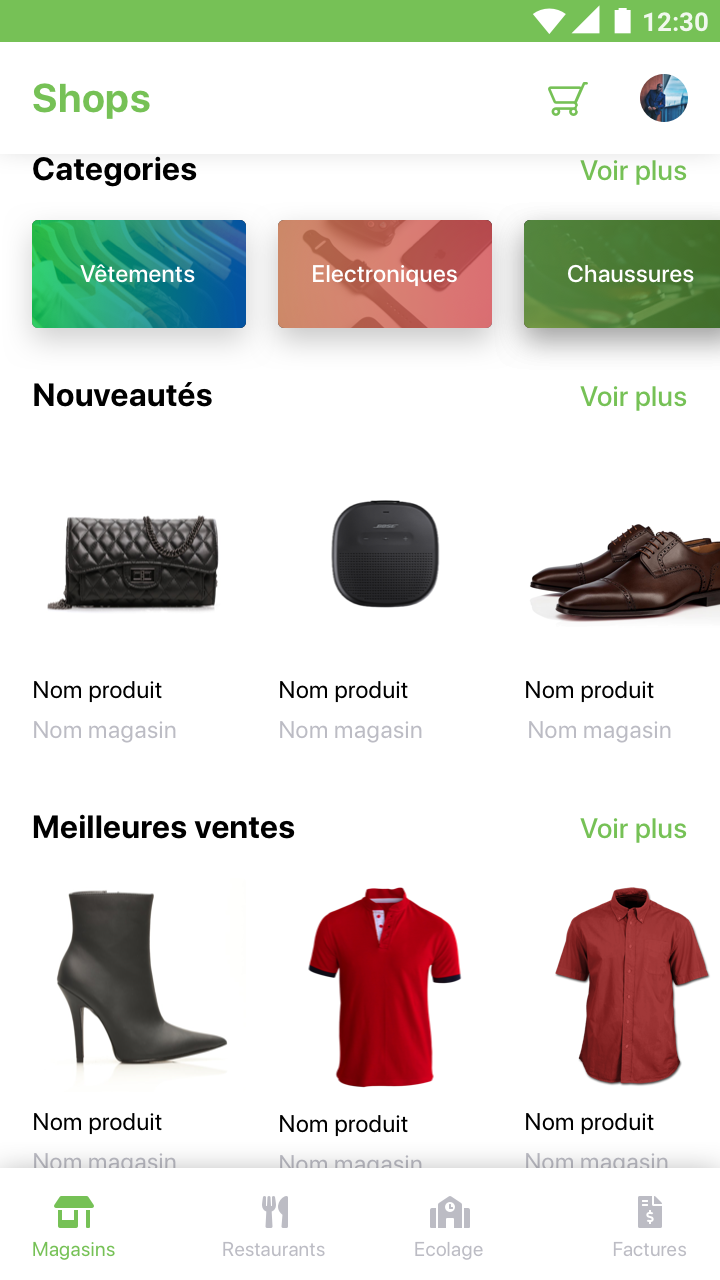 12:30
Shops
Categories
Voir plus
Vêtements
Electroniques
Chaussures
Nouveautés
Voir plus
BOSE
Nom produit
Nom produit
Nom produit
Nom magasin
Nom magasin
Nom magasin
Meilleures ventes
Voir plus
Nom produit
Nom produit
Nom produit
Nom magasin
Nom magasin
Nom magasin
Magasins
Restaurants
Ecolage
Factures